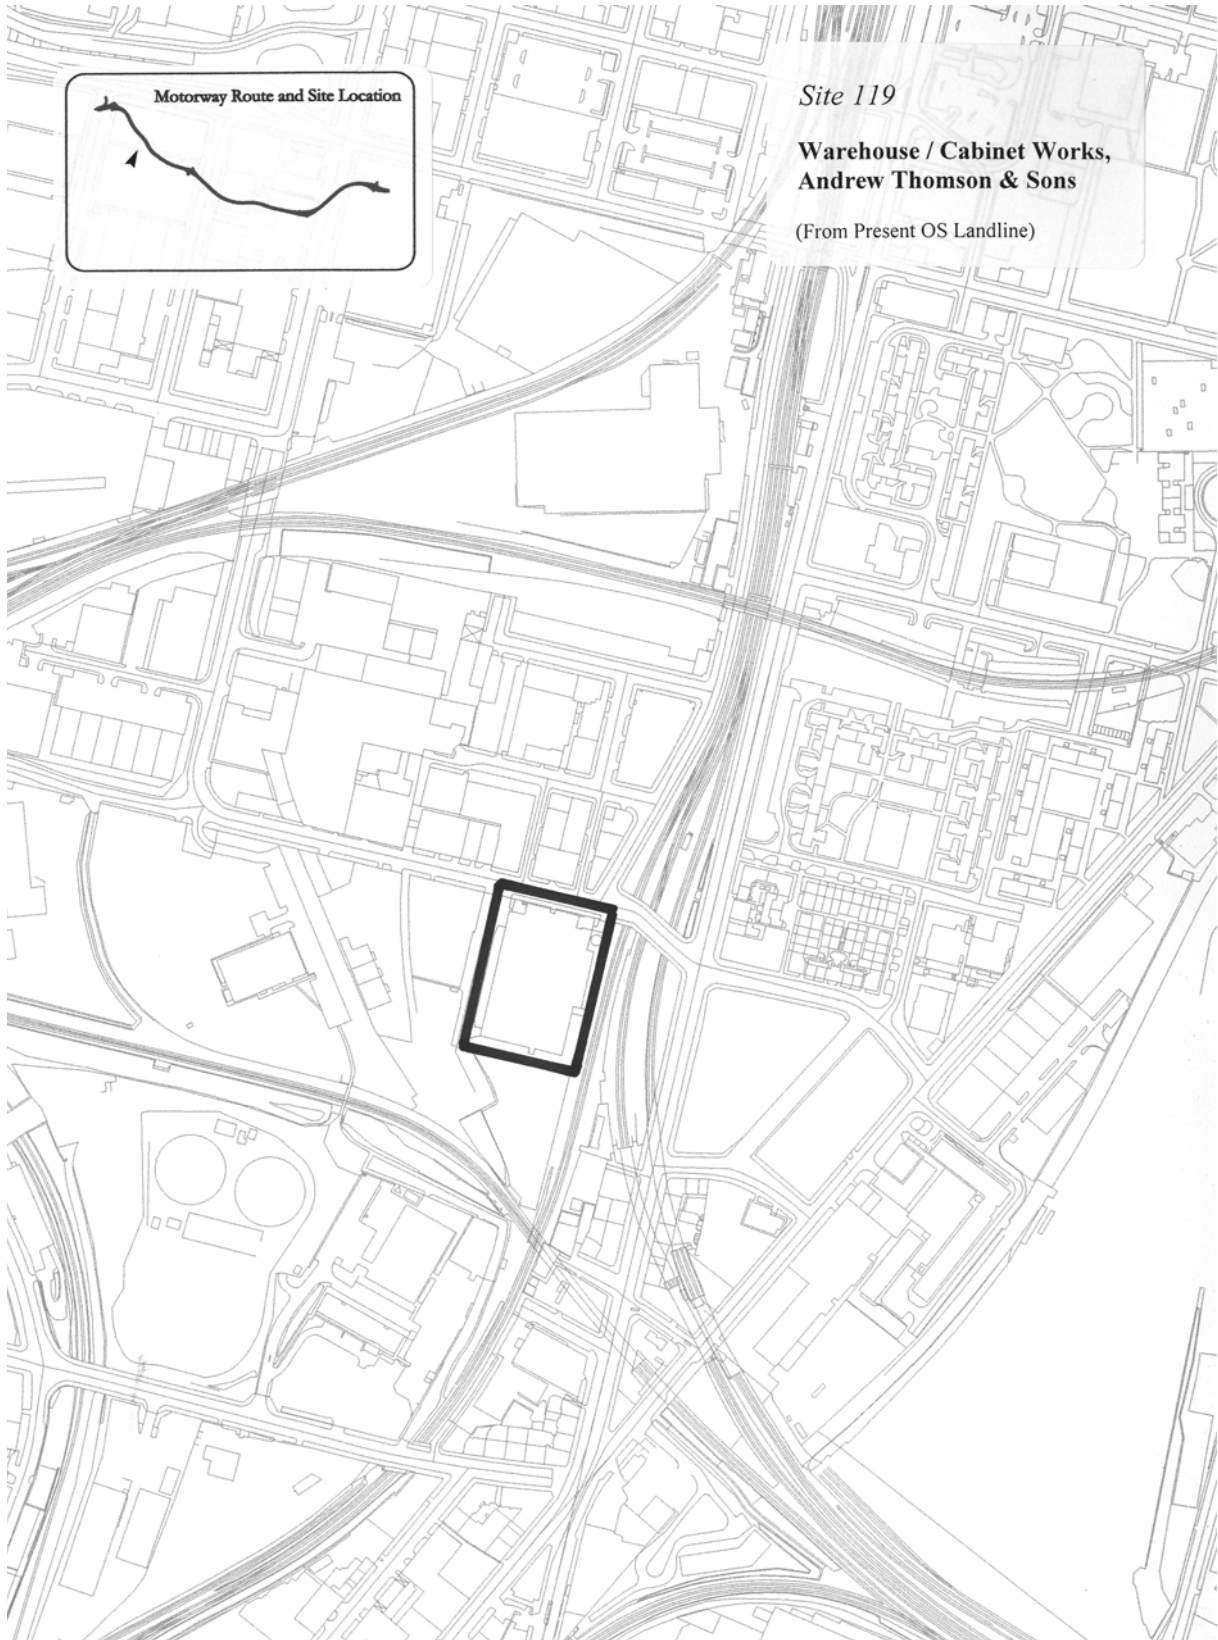 Motorway Route and Site Location
Site 119
Warehouse / Cabinet Works,
Andrew Thomson & Sons
(From Present OS Landline)